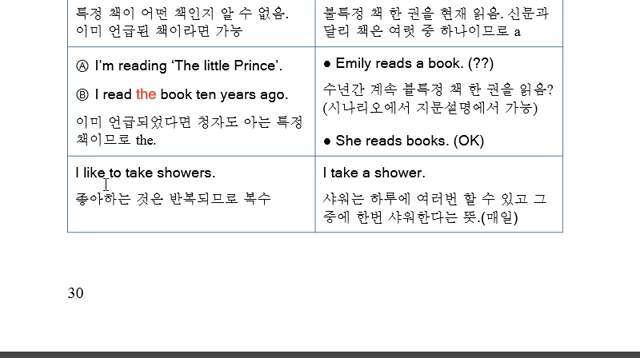 특정 책이 어떤 책인지 알 수 없음.
이미 언급된 책이라면 가능
불특정 책 한 권을 현재 읽음. 신문과
달리 책은 여럿 중 하나이므로 a
Ⓐ I'm reading 'The little Prince'.
Ⓑ I read the book ten years ago.
이미 언급되었다면 청자도 아는 특정
책이므로 the.
● Emily reads a book. (??)
수년간 계속 불특정 책 한 권을 읽음?
(시나리오에서 지문설명에서 가능)
● She reads books. (OK)
I like to take showers.
좋아하는 것은 반복되므로 복수
I take a shower.
샤워는 하루에 여러번 할 수 있고 그
중에 한번 샤워한다는 뜻.(매일)
30